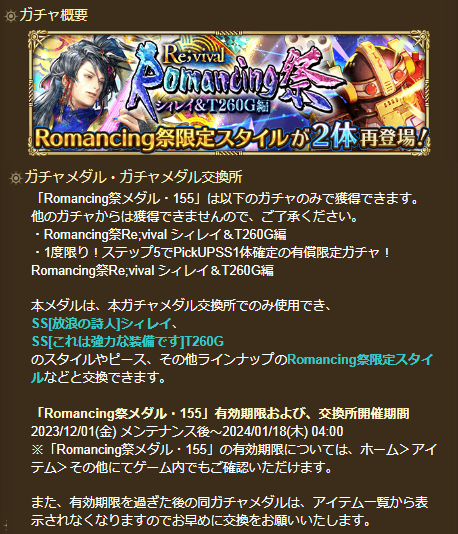 ガチャ概要
Re;vival
Romancing祭
シィレイ&T260G編
Romancing祭限定スタイルが2体再登場!
ガチャメダル・ガチャメダル交換所
「Romancing祭メダル・155」は以下のガチャのみで獲得できます。
他のガチャからは獲得できませんので、ご了承ください。
・Romancing祭Re;vival シィレイ＆T260G編
・1度限り！ステップ5でPickUPSS1体確定の有償限定ガチャ！
Romancing祭Re;vival シィレイ＆T260G編
本メダルは、本ガチャメダル交換所でのみ使用でき、
SS[放浪の詩人]シィレイ、
SS[これは強力な装備です]T260G
のスタイルやピース、その他ラインナップのRomancing祭限定スタイ
ルなどと交換できます。
「Romancing祭メダル・155」有効期限および、交換所開催期間
2023/12/01(金) メンテナンス後～2024/01/18(木) 04:00
※「Romancing祭メダル・155」の有効期限については、ホーム＞アイ
テム＞その他にてゲーム内でもご確認いただけます。
また、有効期限を過ぎた後の同ガチャメダルは、アイテム一覧から表
示されなくなりますのでお早めに交換をお願いいたします。